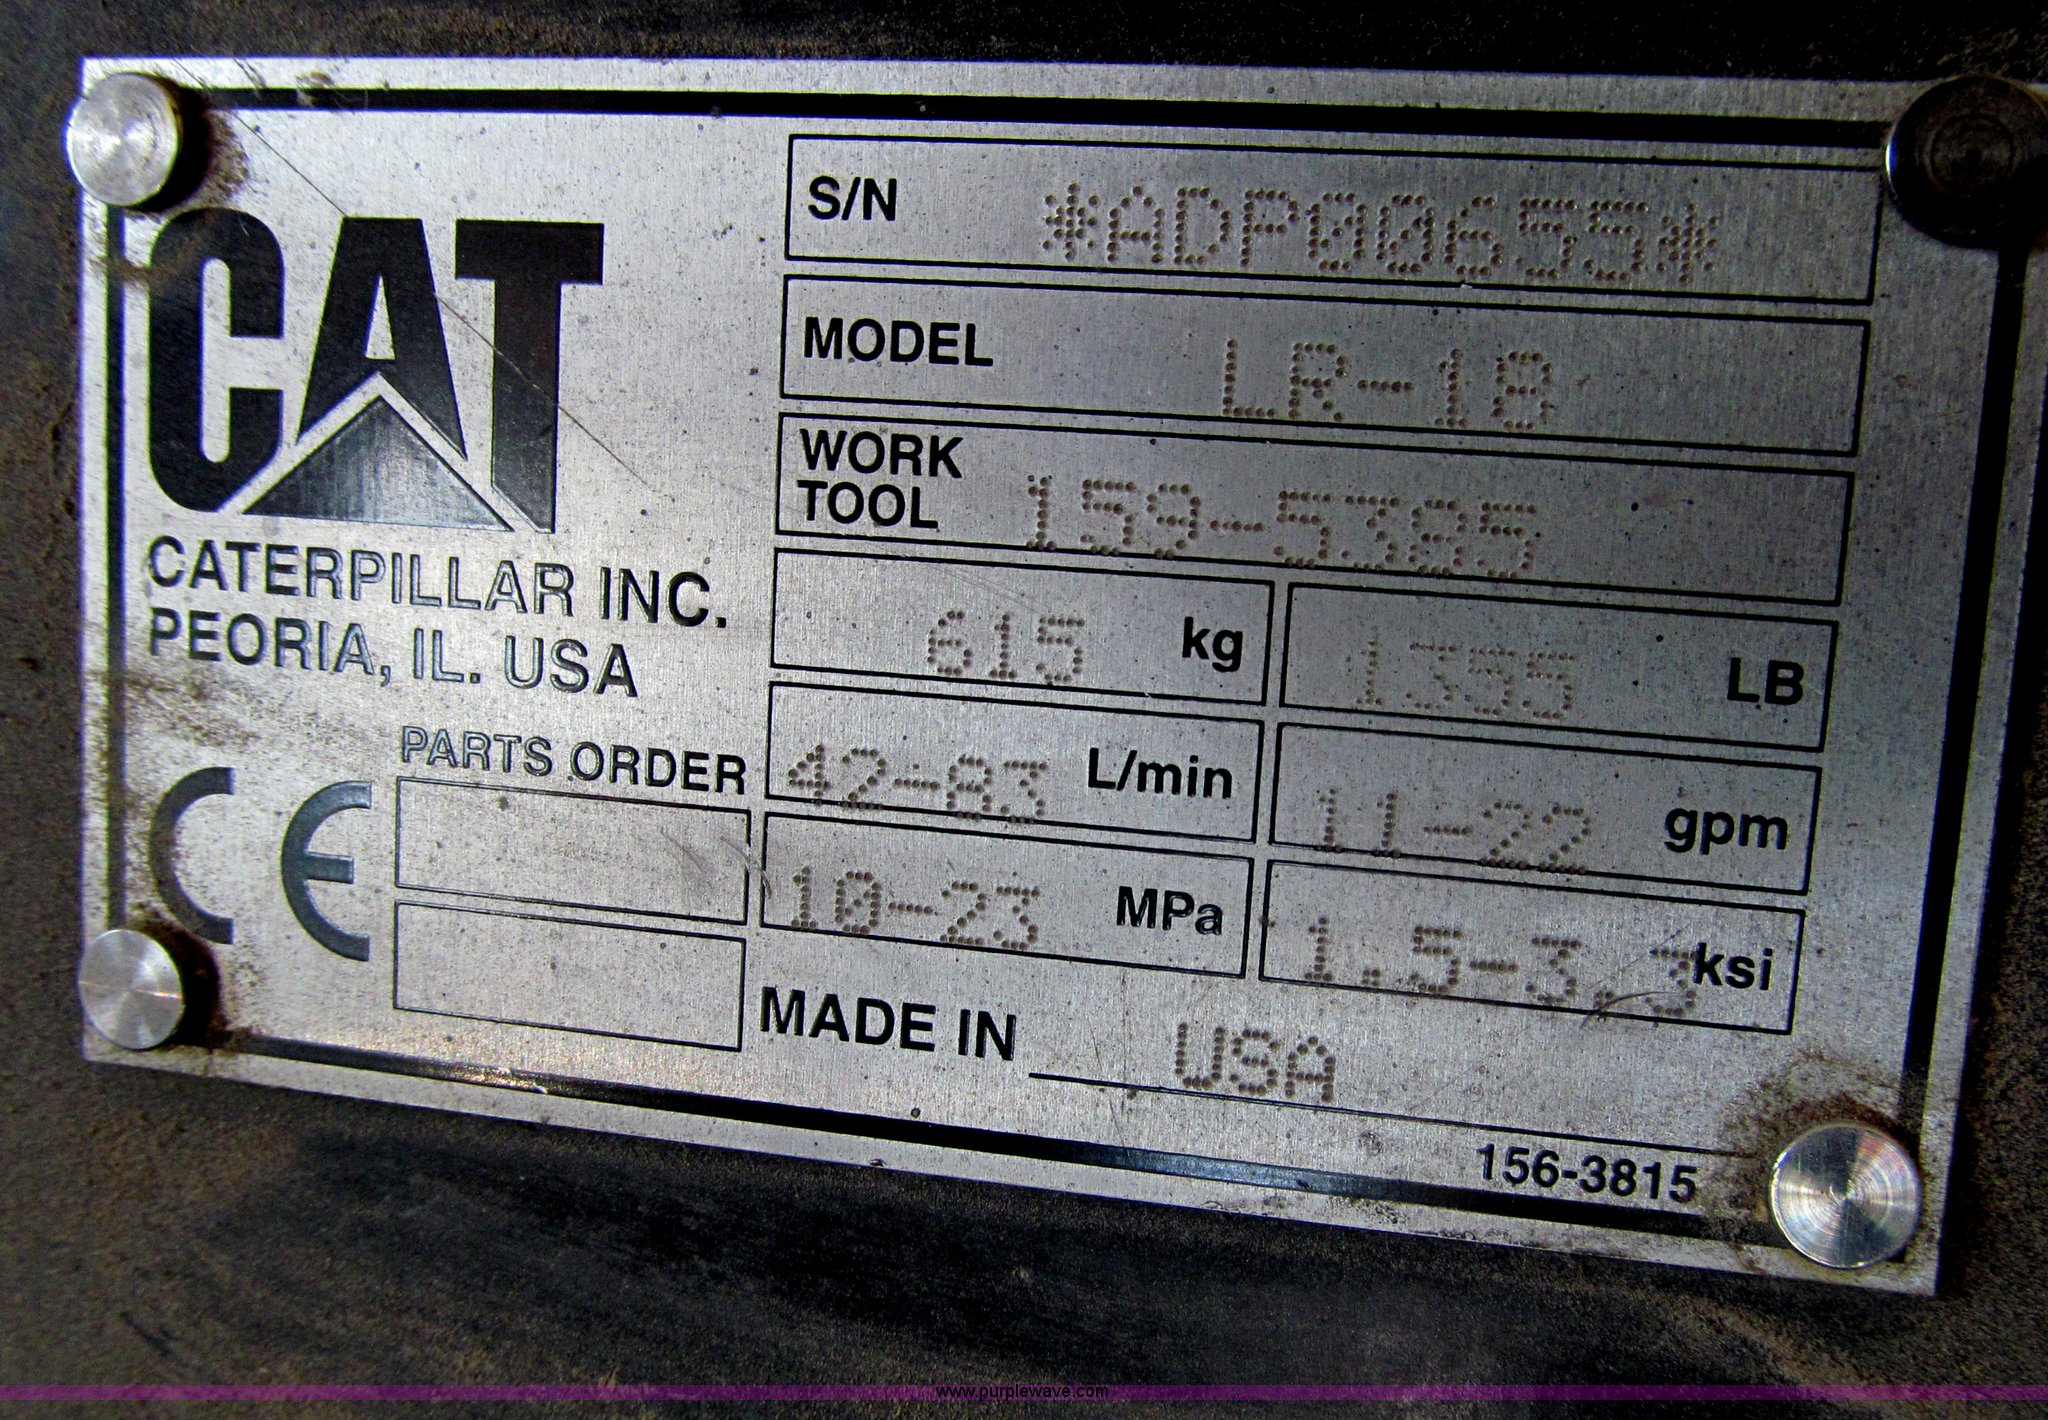 CAT
CATERPILLAR INC.
PEORIA, IL. USA
CE
PARTS ORDER
S/N *ADP00655*
MODEL LR-18
WORK
TOOL 159-5385
615 kg 1355 LB
42-83 L/min 11-22 gpm
10-23 MPa 1.5-3.3 ksi
MADE IN USA
156-3815
www.purplewave.com